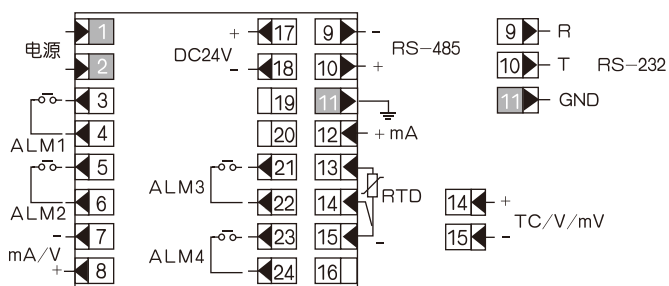 1 + 17 9 - 9 R
电源 DC24V RS-485
2 - 18 10 + 10 T RS-232
3 19 11 11 GND
4 20 12 +mA
ALM1
5 21 13
ALM3 RTD
6 22 14 14 +
ALM2 TC/V/mV
- 7 23 15 - 15 -
mA/V ALM4
+ 8 24 16